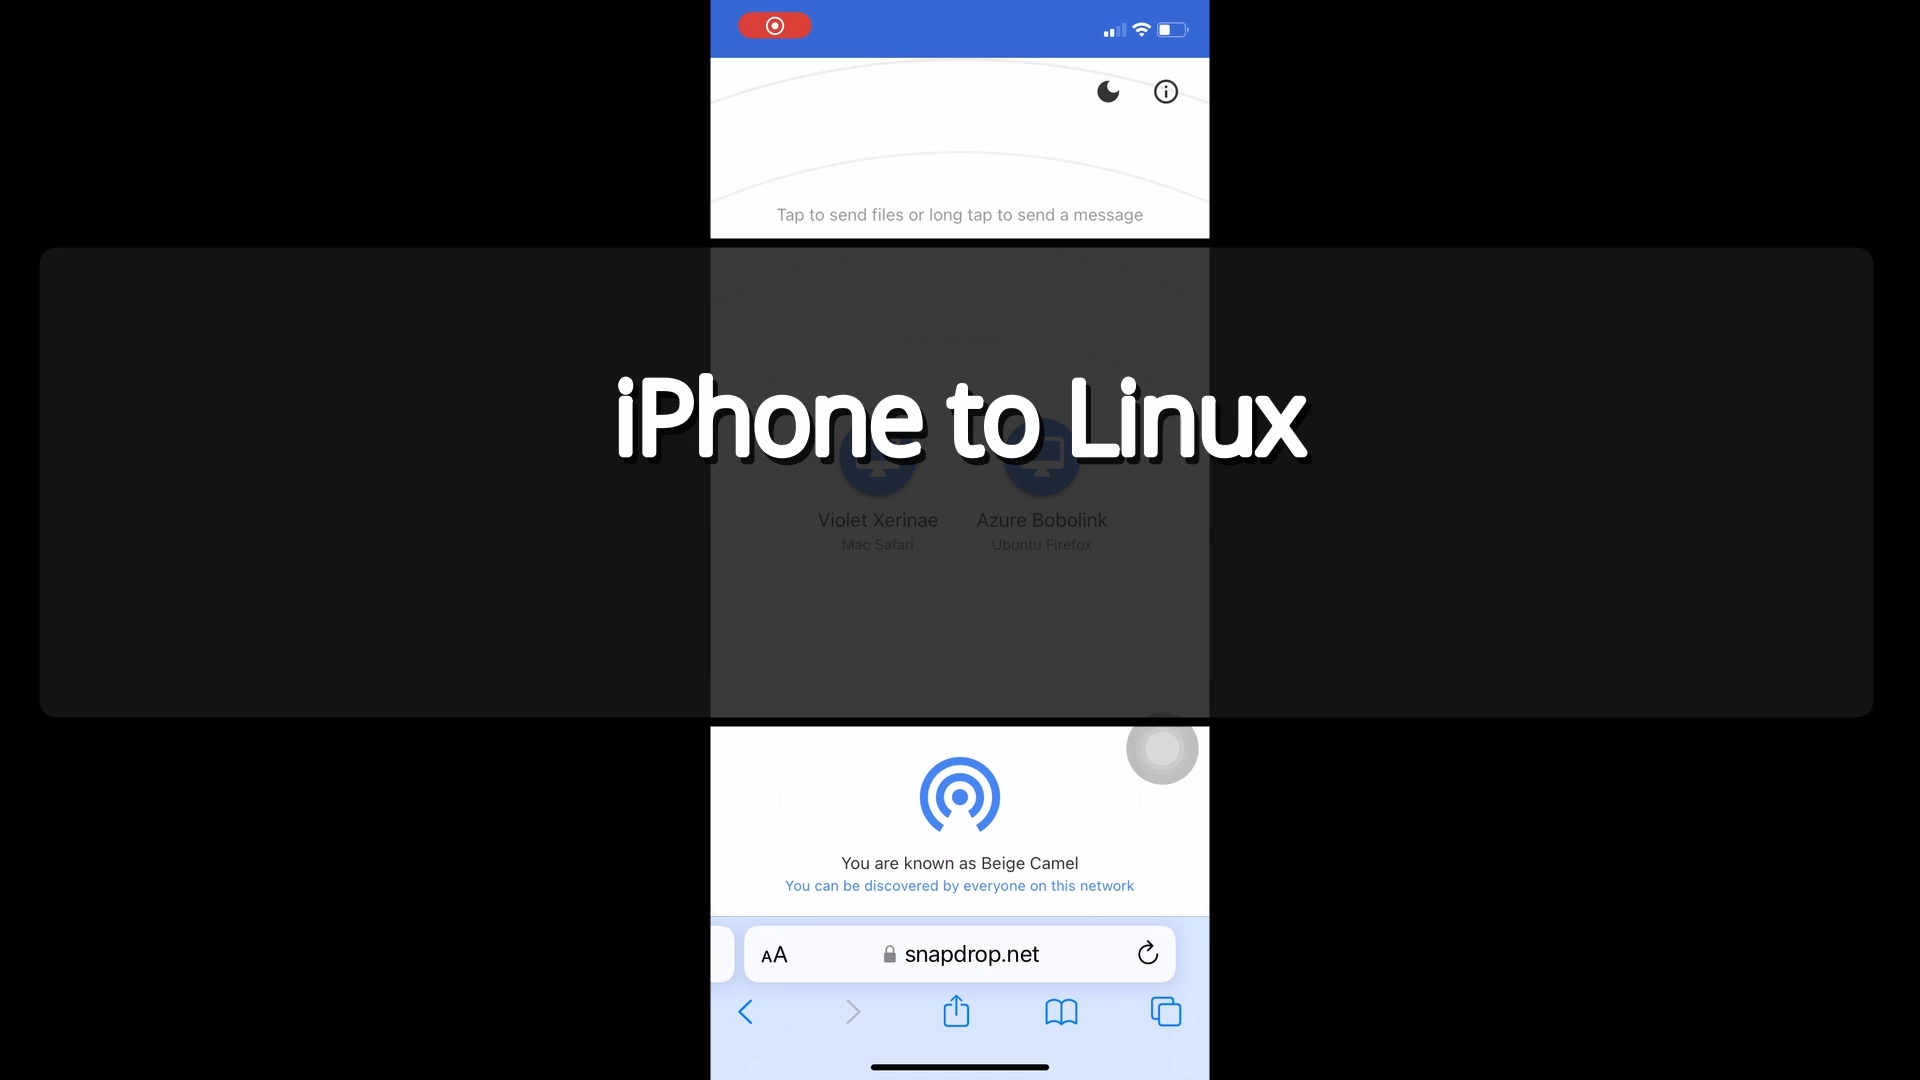 Tap to send files or long tap to send a message
iPhone to Linux
Violet Xerinae
Mac Safari
Azure Bobolink
Ubuntu Firefox
You are known as Beige Camel
You can be discovered by everyone on this network
AA
snapdrop.net